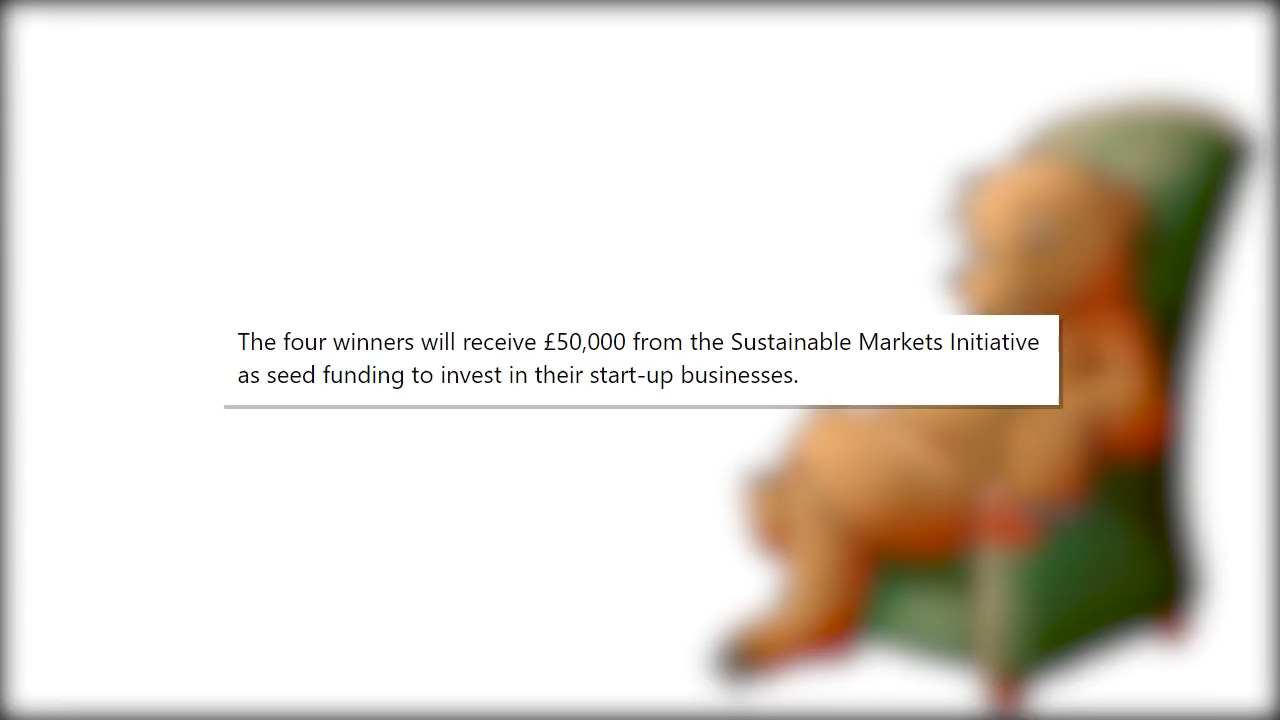 The four winners will receive £50,000 from the Sustainable Markets Initiative
as seed funding to invest in their start-up businesses.